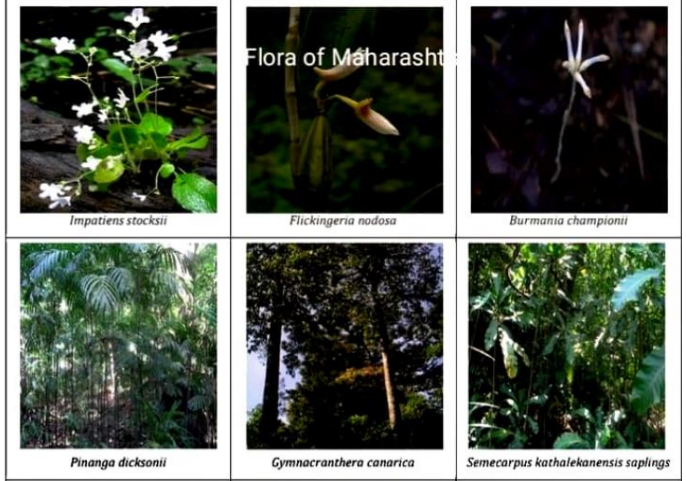 Flora of Maharasht
Impatiens stocksii
Flickingeria nodosa
Burmania championii
Pinanga dicksonii
Gymnacranthera canarica
Semecarpus kathalekanensis saplings